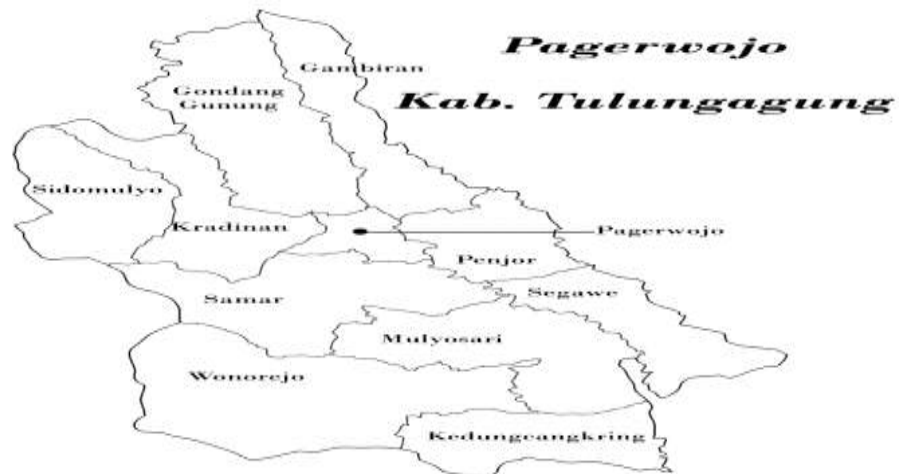 Pagerwojo
Kab. Tulungagung
Gambiran
Gondang
Gunung
Sidomulyo
Kradinan
Pagerwojo
Penjor
Segawe
Samar
Mulyosari
Wonorejo
Kedungcangkring